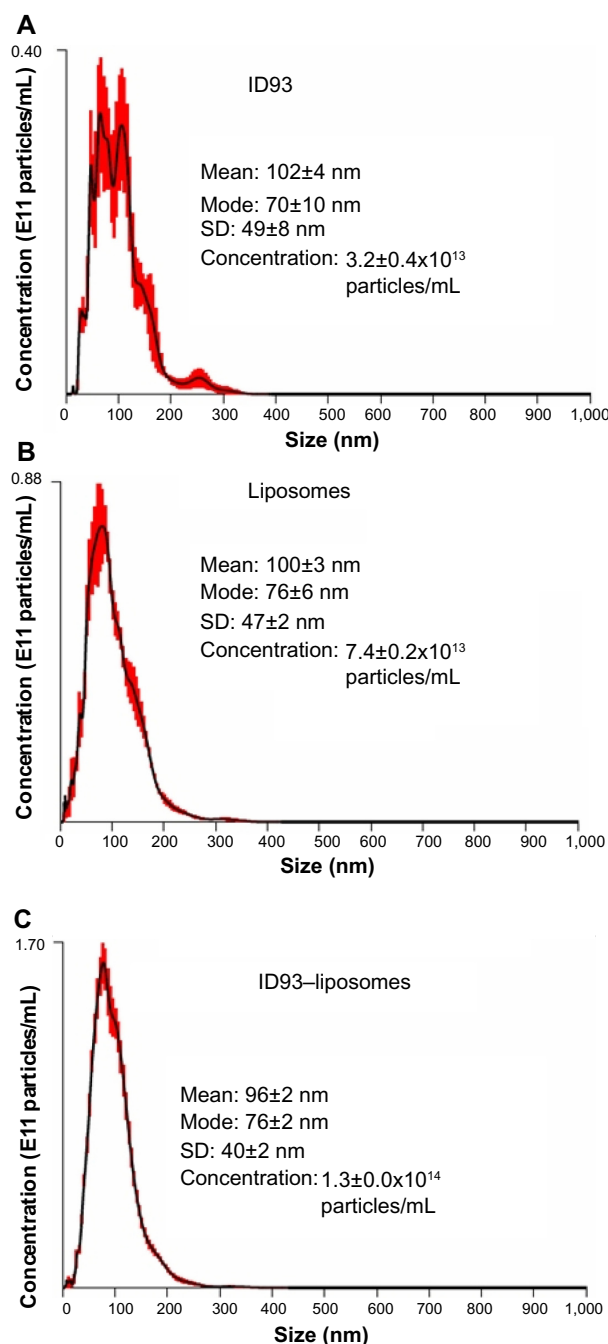 A
0.40
ID93
Mean: 102±4 nm
Mode: 70±10 nm
SD: 49±8 nm
Concentration: 3.2±0.4x10¹³
particles/mL
Concentration (E11 particles/mL)
0 100 200 300 400 500 600 700 800 900 1,000
Size (nm)
B
0.88
Liposomes
Mean: 100±3 nm
Mode: 76±6 nm
SD: 47±2 nm
Concentration: 7.4±0.2x10¹³
particles/mL
Concentration (E11 particles/mL)
0 100 200 300 400 500 600 700 800 900 1,000
Size (nm)
C
1.70
ID93–liposomes
Mean: 96±2 nm
Mode: 76±2 nm
SD: 40±2 nm
Concentration: 1.3±0.0x10¹⁴
particles/mL
Concentration (E11 particles/mL)
0 100 200 300 400 500 600 700 800 900 1,000
Size (nm)